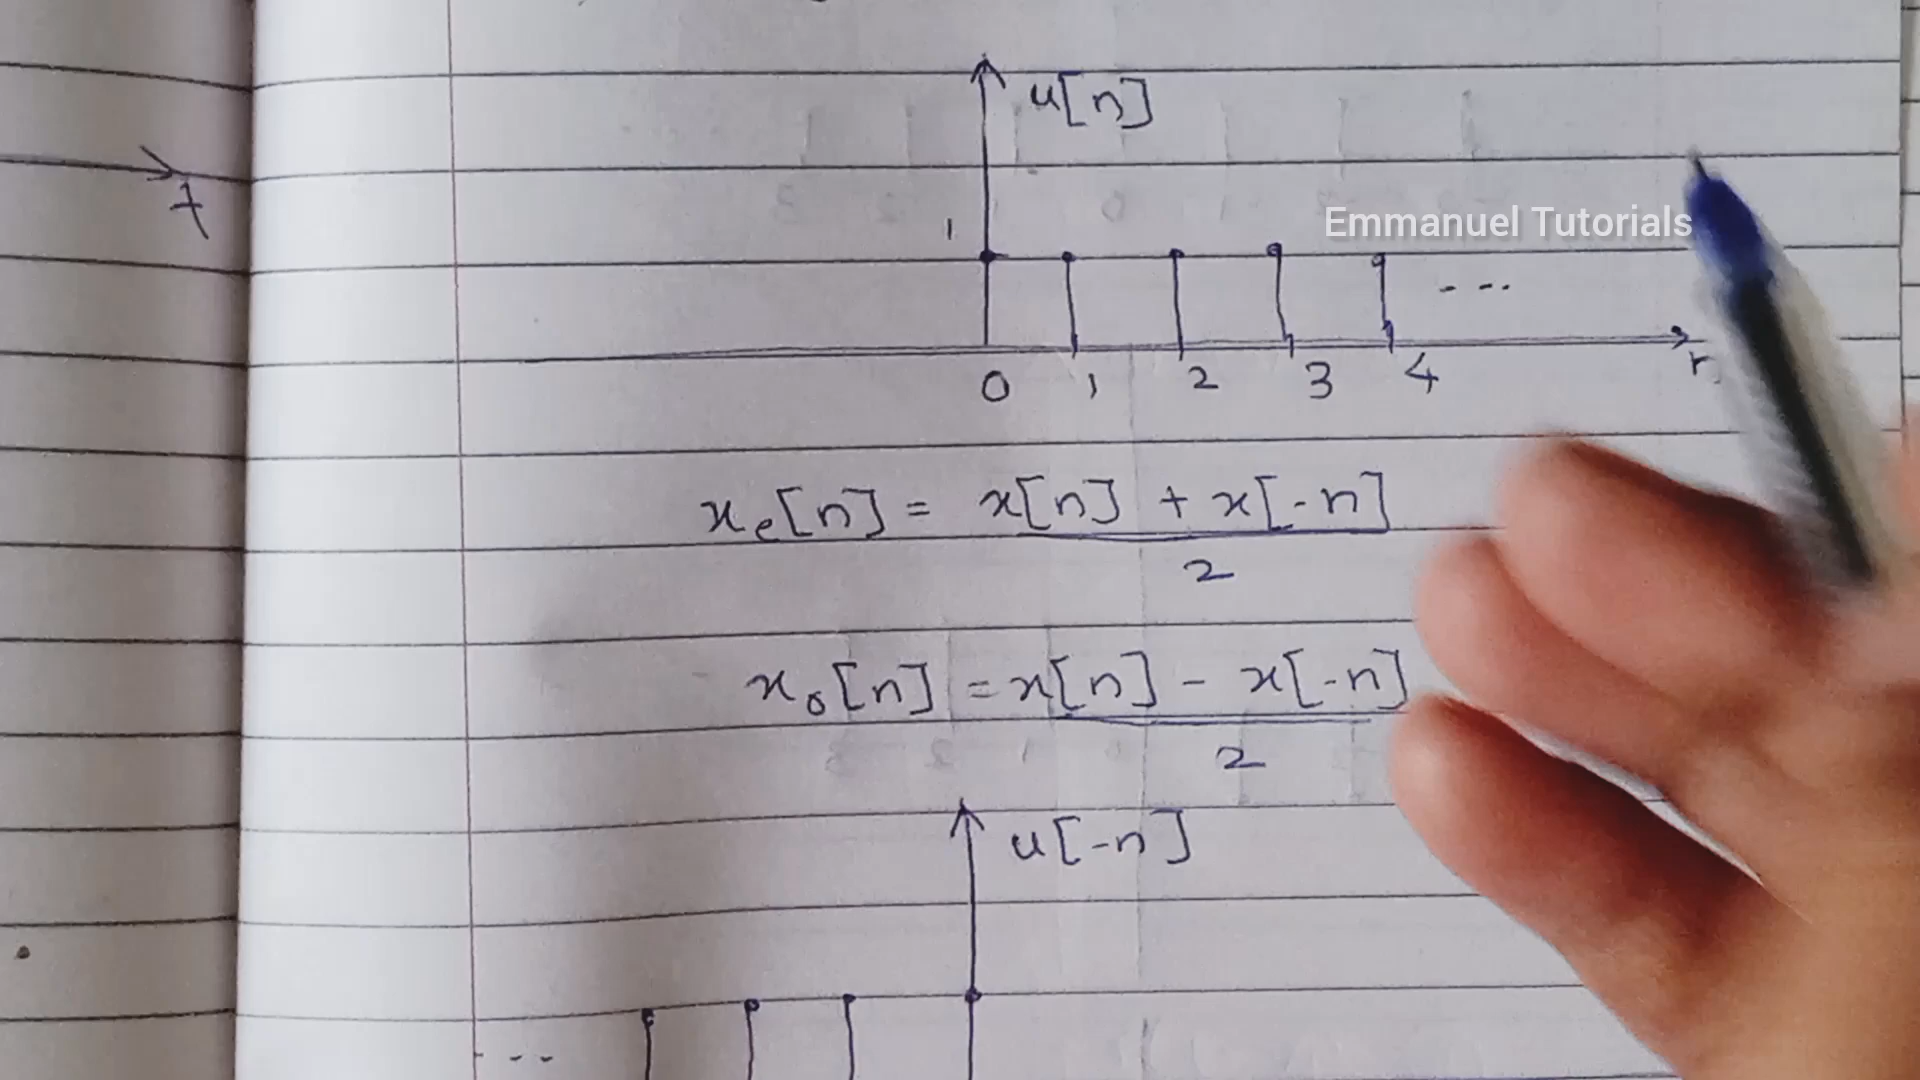 u[n]
t
Emmanuel Tutorials
1
- - -
0 1 2 3 4 n
xe[n] = x[n] + x[-n]
2
xo[n] = x[n] - x[-n]
2
u[-n]
- - -